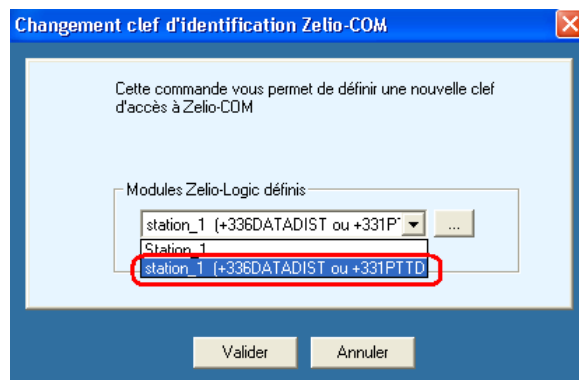 Changement clef d'identification Zelio-COM
Cette commande vous permet de définir une nouvelle clef
d'accès à Zelio-COM
Modules Zelio-Logic définis
station_1 (+336DATADIST ou +331P
...
Station_1
station_1 (+336DATADIST ou +331PTTD
Valider
Annuler